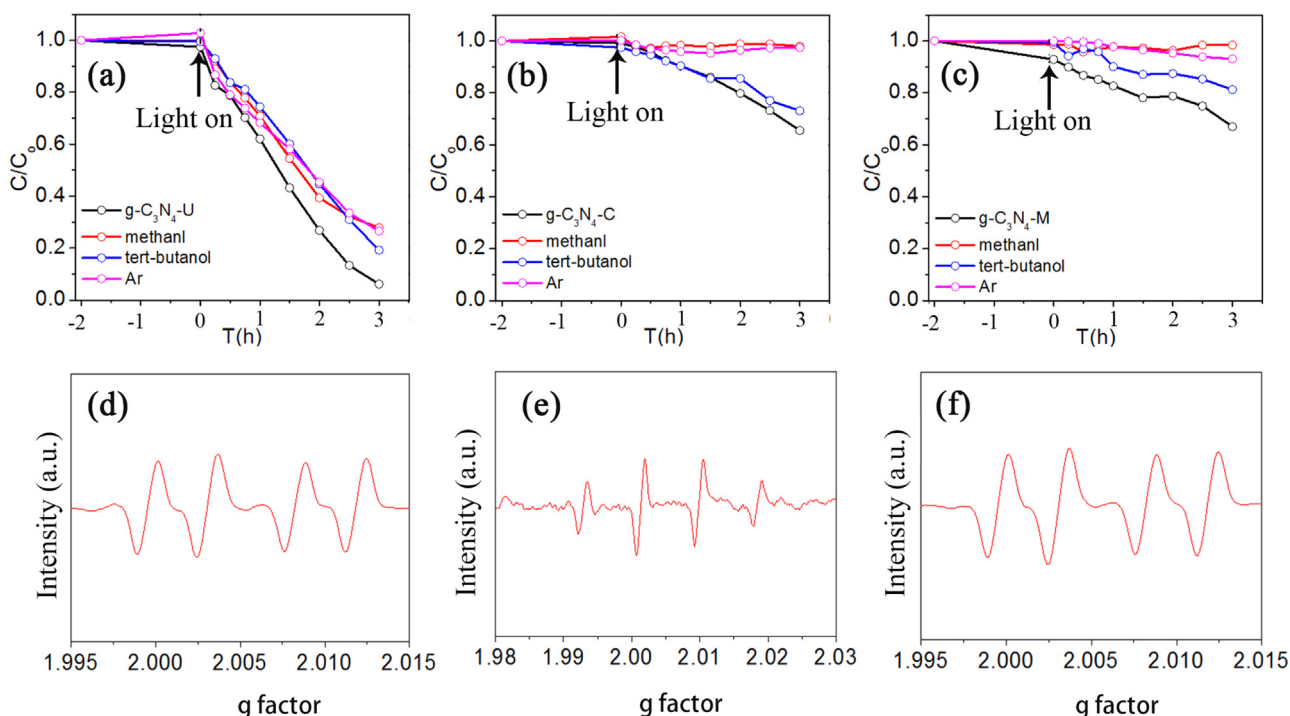 (a)
1.0
0.8
0.6
0.4
0.2
0.0
C/Cₒ
Light on
g-C₃N₄-U
methanl
tert-butanol
Ar
-2 -1 0 1 2 3
T(h)
(b)
1.0
0.8
0.6
0.4
0.2
0.0
C/Cₒ
Light on
g-C₃N₄-C
methanl
tert-butanol
Ar
-2 -1 0 1 2 3
T(h)
(c)
1.0
0.8
0.6
0.4
0.2
0.0
C/Cₒ
Light on
g-C₃N₄-M
methanl
tert-butanol
Ar
-2 -1 0 1 2 3
T(h)
(d)
Intensity (a.u.)
1.995 2.000 2.005 2.010 2.015
g factor
(e)
Intensity (a.u.)
1.98 1.99 2.00 2.01 2.02 2.03
g factor
(f)
Intensity (a.u.)
1.995 2.000 2.005 2.010 2.015
g factor